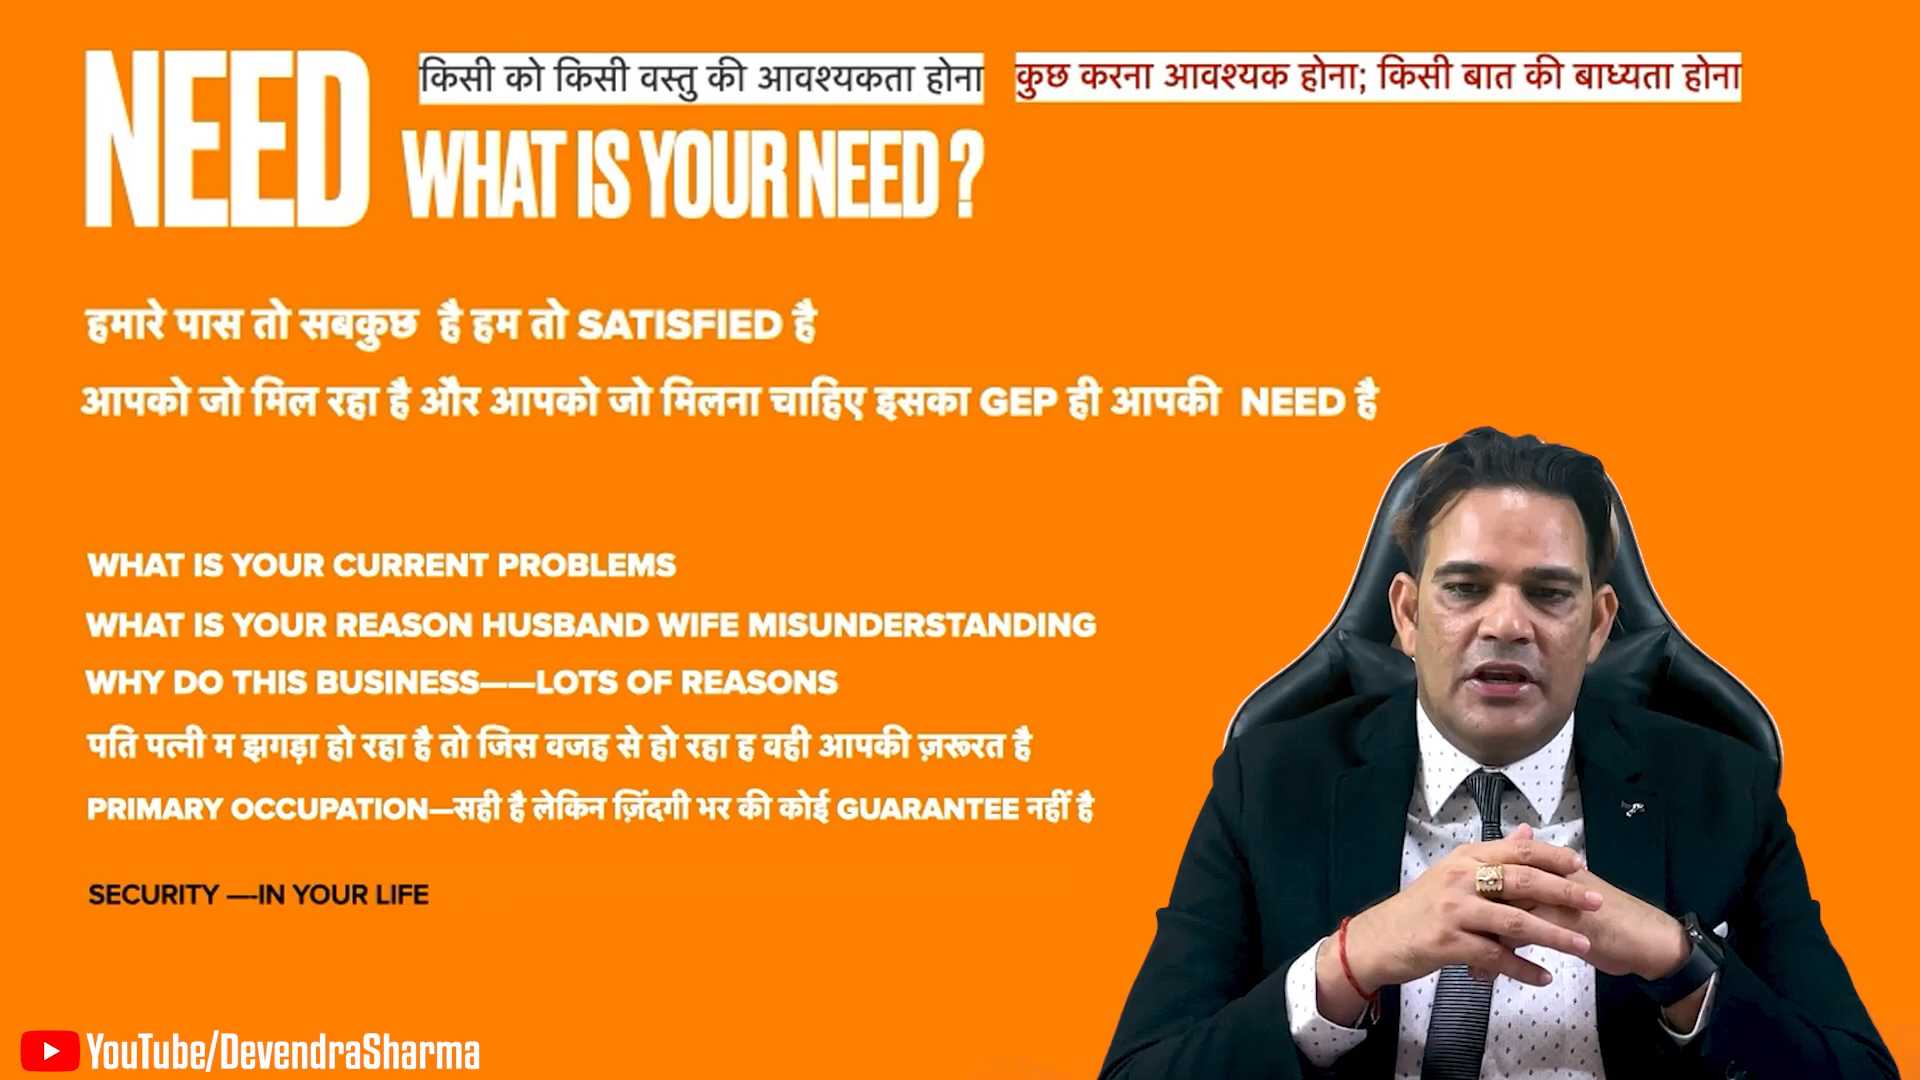 NEED
किसी को किसी वस्तु की आवश्यकता होना
कुछ करना आवश्यक होना; किसी बात की बाध्यता होना
WHAT IS YOUR NEED ?
हमारे पास तो सबकुछ है हम तो SATISFIED है
आपको जो मिल रहा है और आपको जो मिलना चाहिए इसका GEP ही आपकी NEED है
WHAT IS YOUR CURRENT PROBLEMS
WHAT IS YOUR REASON HUSBAND WIFE MISUNDERSTANDING
WHY DO THIS BUSINESS——LOTS OF REASONS
पति पत्नी म झगड़ा हो रहा है तो जिस वजह से हो रहा ह वही आपकी ज़रूरत है
PRIMARY OCCUPATION—सही है लेकिन ज़िंदगी भर की कोई GUARANTEE नहीं है
SECURITY —-IN YOUR LIFE
YouTube/DevendraSharma